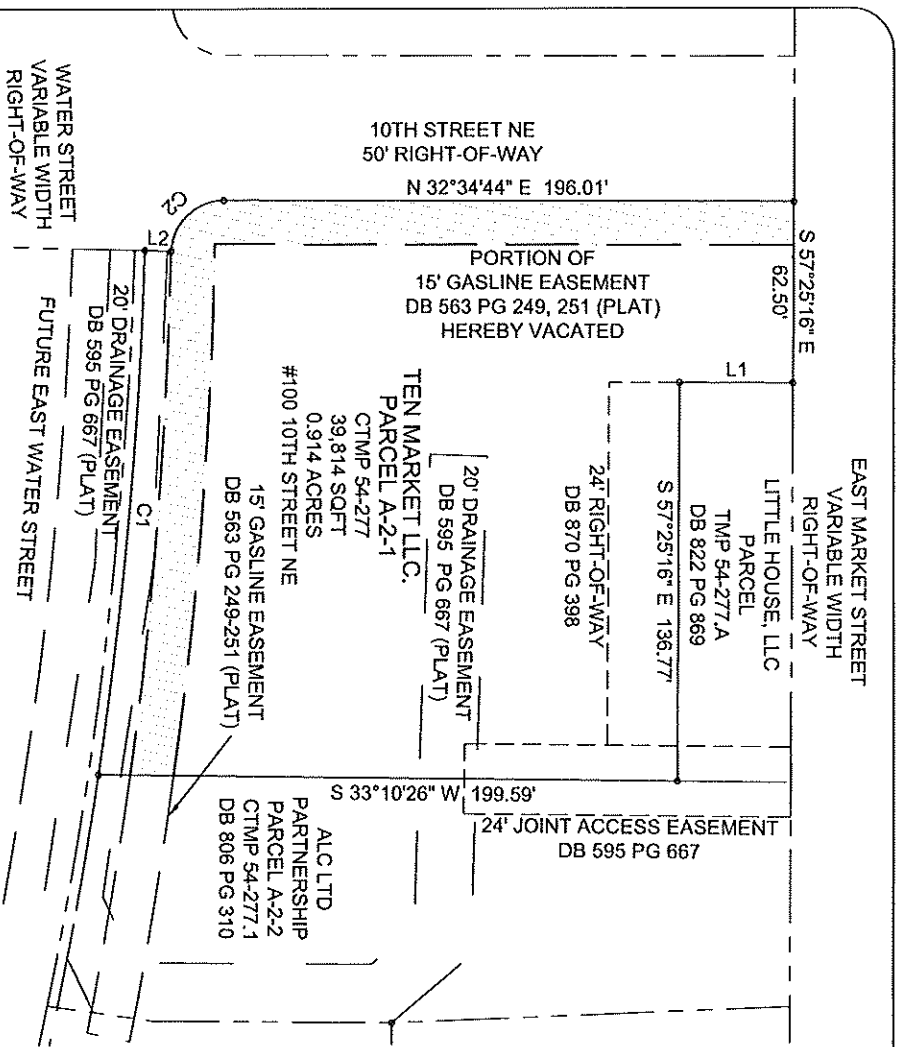 EAST MARKET STREET
VARIABLE WIDTH
RIGHT-OF-WAY
S 57°25'16" E
62.50'
LITTLE HOUSE, LLC
PARCEL
TMP 54-277.A
DB 822 PG 869
L1
S 57°25'16" E 136.77'
24' RIGHT-OF-WAY
DB 870 PG 398
10TH STREET NE
50' RIGHT-OF-WAY
N 32°34'44" E 196.01'
PORTION OF
15' GASLINE EASEMENT
DB 563 PG 249, 251 (PLAT)
HEREBY VACATED
20' DRAINAGE EASEMENT
DB 595 PG 667 (PLAT)
TEN MARKET LLC.
PARCEL A-2-1
CTMP 54-277
39,814 SQFT
0.914 ACRES
#100 10TH STREET NE
S 33°10'26" W 199.59'
24' JOINT ACCESS EASEMENT
DB 595 PG 667
15' GASLINE EASEMENT
DB 563 PG 249-251 (PLAT)
ALC LTD
PARTNERSHIP
PARCEL A-2-2
CTMP 54-277.1
DB 806 PG 310
C2
L2
C1
20' DRAINAGE EASEMENT
DB 595 PG 667 (PLAT)
WATER STREET
VARIABLE WIDTH
RIGHT-OF-WAY
FUTURE EAST WATER STREET